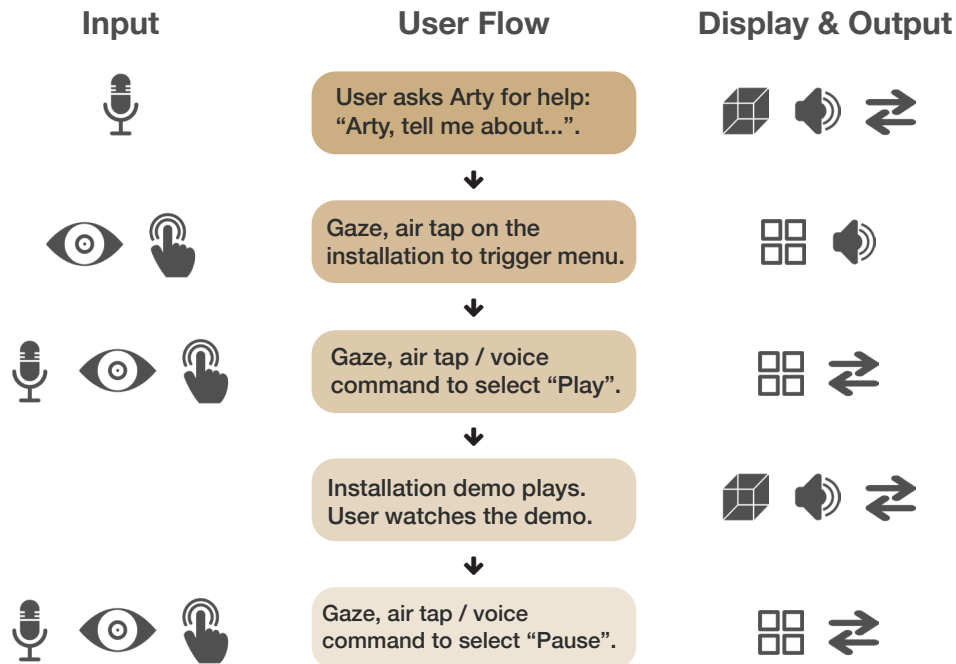 Input
User Flow
Display & Output
User asks Arty for help:
“Arty, tell me about...”.
Gaze, air tap on the
installation to trigger menu.
Gaze, air tap / voice
command to select “Play”.
Installation demo plays.
User watches the demo.
Gaze, air tap / voice
command to select “Pause”.